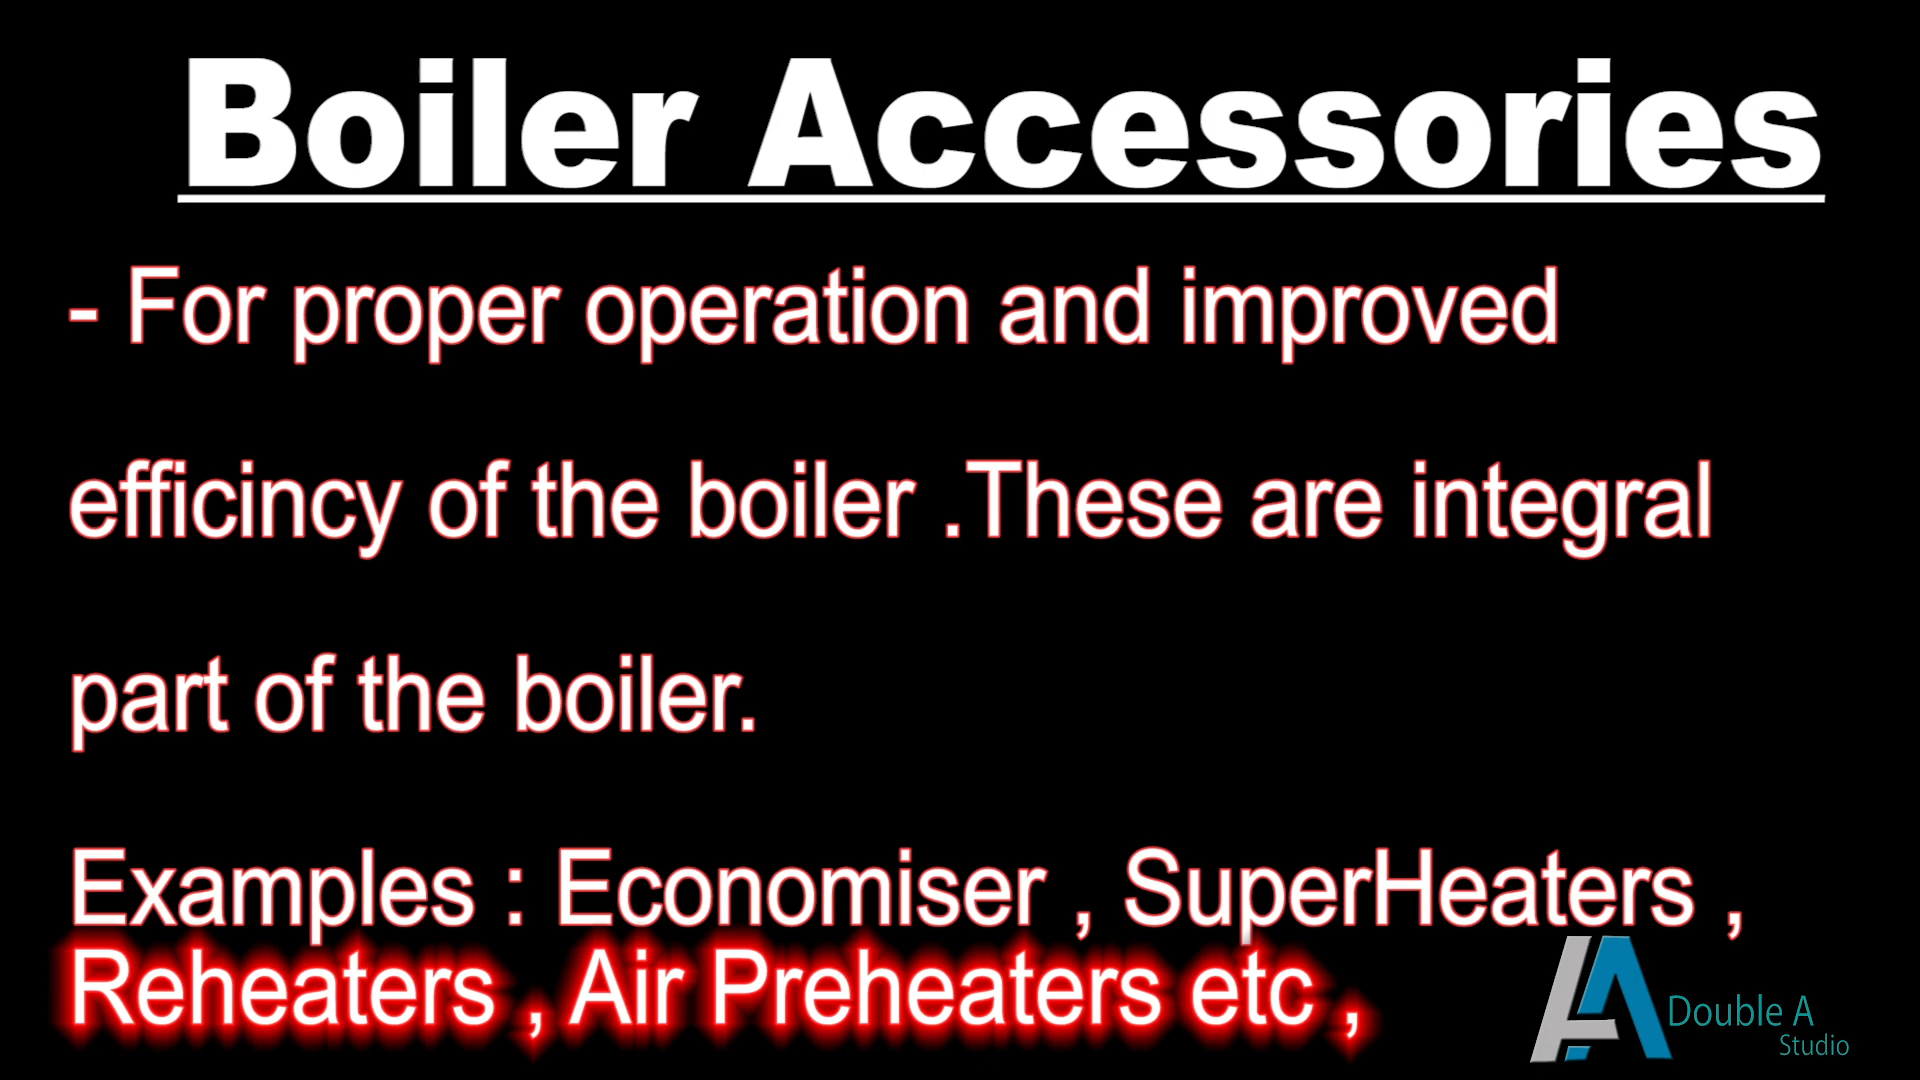 Boiler Accessories
- For proper operation and improved
efficincy of the boiler .These are integral
part of the boiler.
Examples : Economiser , SuperHeaters ,
Reheaters , Air Preheaters etc ,
Double A
Studio